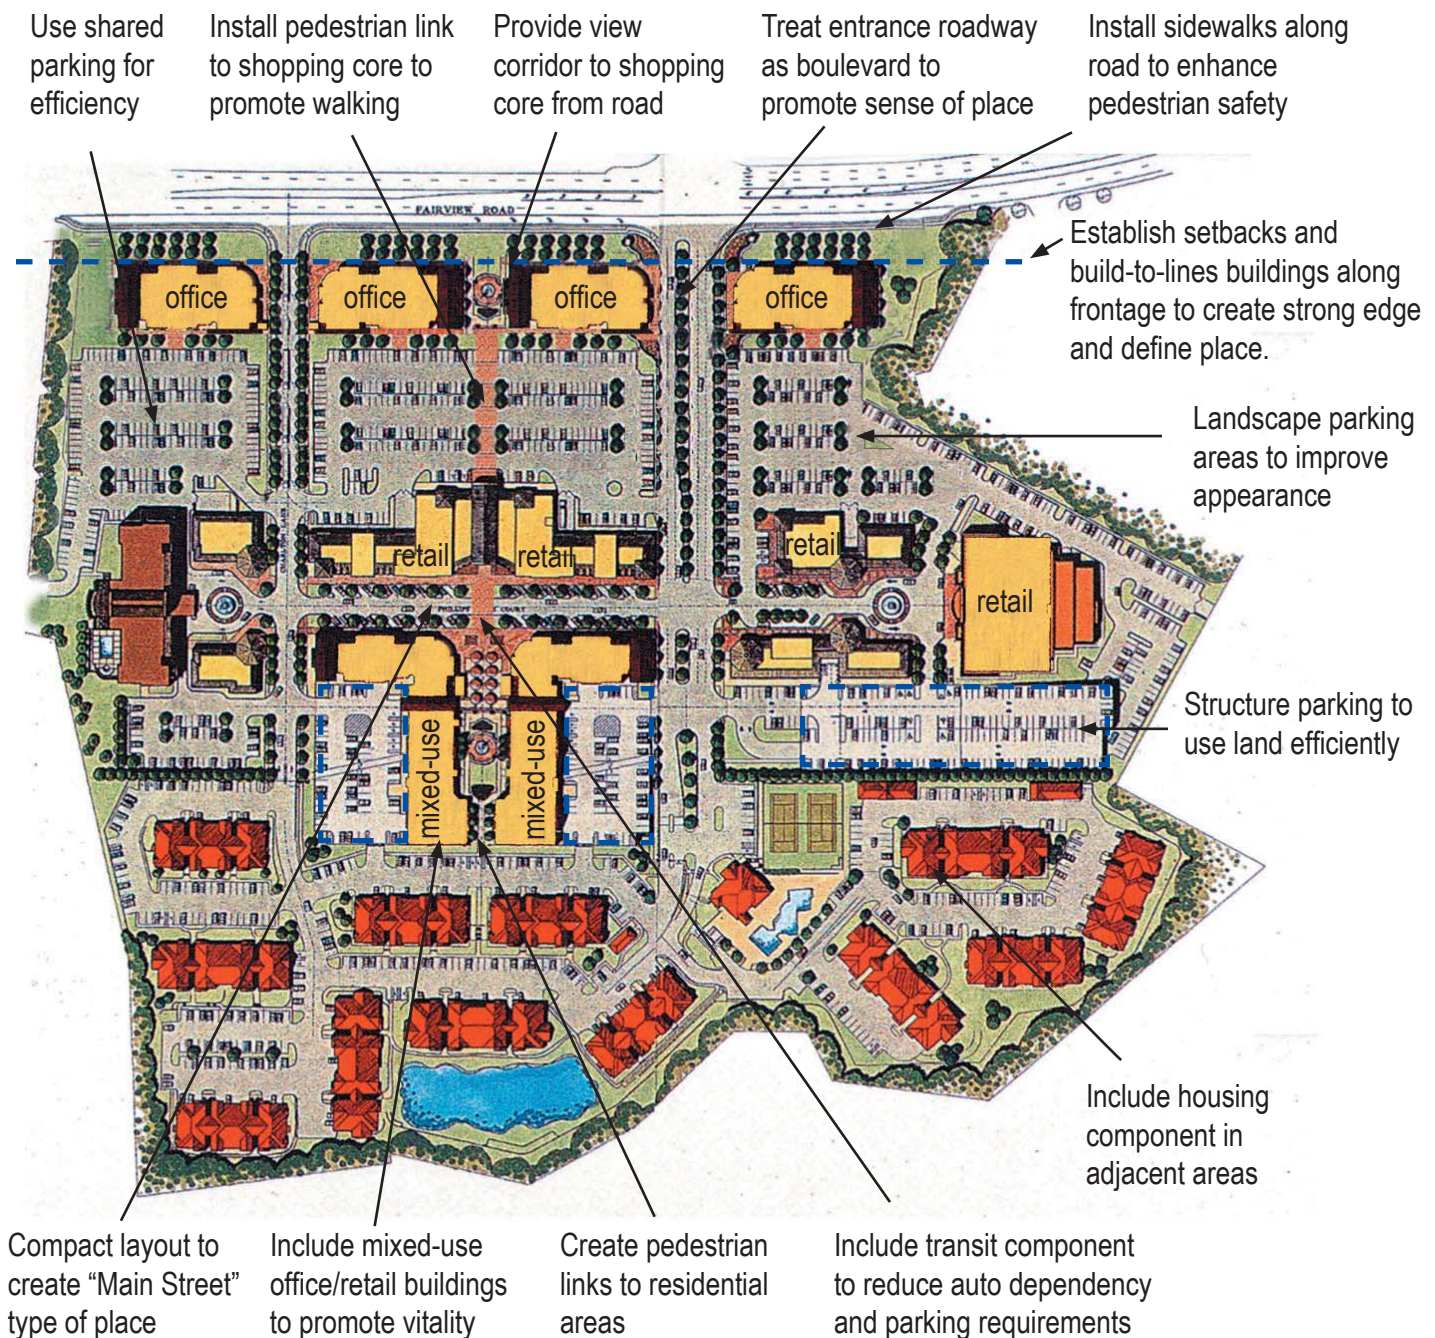 Use shared
parking for
efficiency
Install pedestrian link
to shopping core to
promote walking
Provide view
corridor to shopping
core from road
Treat entrance roadway
as boulevard to
promote sense of place
Install sidewalks along
road to enhance
pedestrian safety
FAIRVIEW ROAD
Establish setbacks and
build-to-lines buildings along
frontage to create strong edge
and define place.
office
office
office
office
Landscape parking
areas to improve
appearance
retail
retail
retail
retail
COURT
Structure parking to
use land efficiently
mixed-use
mixed-use
Include housing
component in
adjacent areas
Compact layout to
create “Main Street”
type of place
Include mixed-use
office/retail buildings
to promote vitality
Create pedestrian
links to residential
areas
Include transit component
to reduce auto dependency
and parking requirements